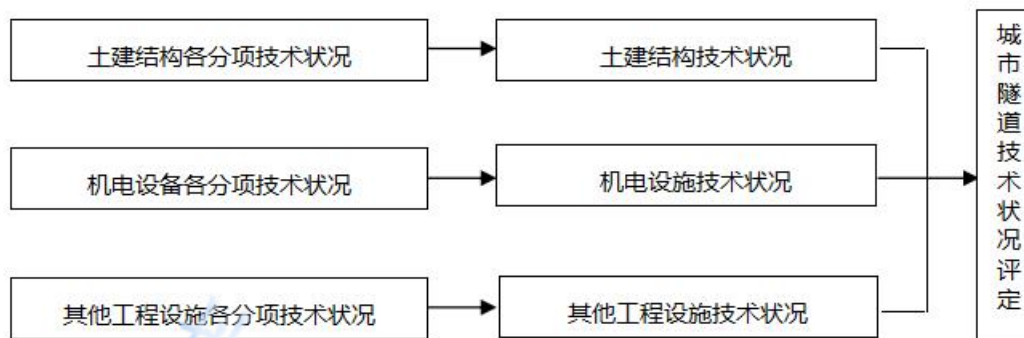 土建结构各分项技术状况
土建结构技术状况
机电设备各分项技术状况
机电设施技术状况
其他工程设施各分项技术状况
其他工程设施技术状况
城市隧道技术状况评定